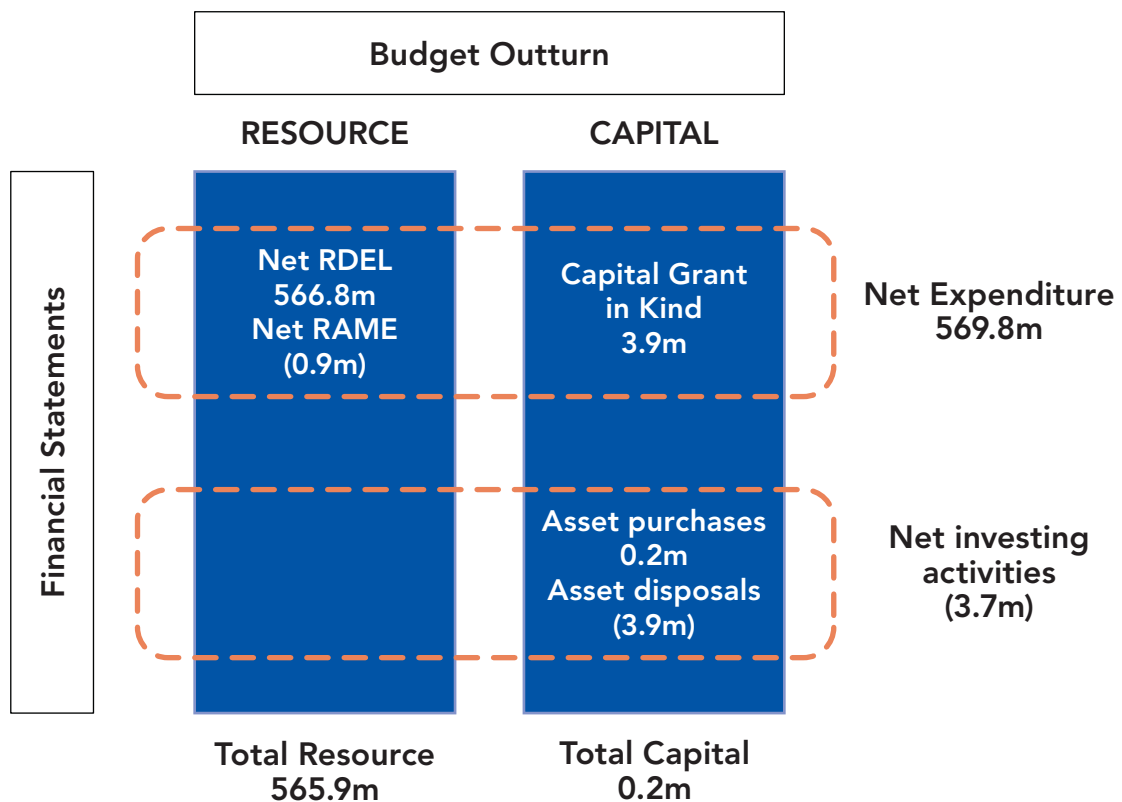 Budget Outturn
RESOURCE
CAPITAL
Financial Statements
Net RDEL
566.8m
Net RAME
(0.9m)
Capital Grant
in Kind
3.9m
Net Expenditure
569.8m
Asset purchases
0.2m
Asset disposals
(3.9m)
Net investing
activities
(3.7m)
Total Resource
565.9m
Total Capital
0.2m